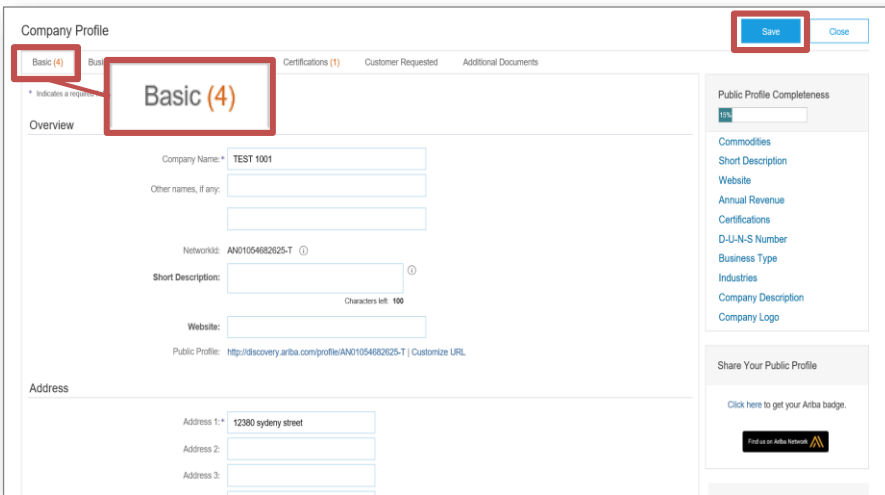 Company Profile
Save
Close
Basic (4)
Certifications (1)
Customer Requested
Additional Documents
Basic (4)
* Indicates a required
Overview
Company Name:* TEST 1001
Other names, if any:
NetworkId: AN01054682625-T
Short Description:
Characters left 100
Website:
Public Profile: http://discovery.ariba.com/profile/AN01054682625-T | Customize URL
Address
Address 1:* 12380 sydeny street
Address 2:
Address 3:
Public Profile Completeness
15%
Commodities
Short Description
Website
Annual Revenue
Certifications
D-U-N-S Number
Business Type
Industries
Company Description
Company Logo
Share Your Public Profile
Click here to get your Ariba badge.
Find us on Ariba Network